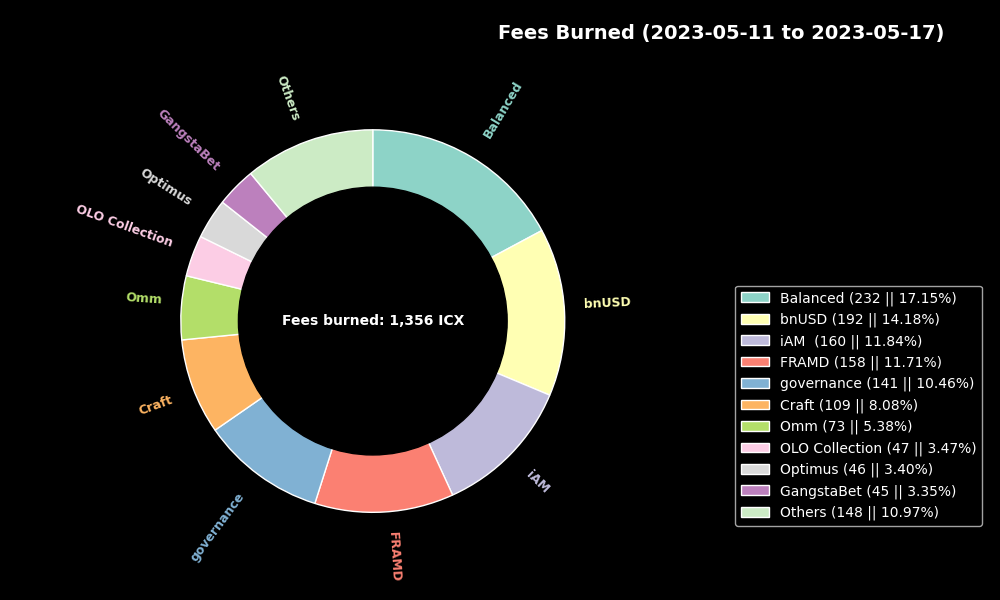 Fees Burned (2023-05-11 to 2023-05-17)
Others
Balanced
GangstaBet
Optimus
OLO Collection
Omm
bnUSD
Fees burned: 1,356 ICX
Craft
iAM
governance
FRAMD
Balanced (232 || 17.15%)
bnUSD (192 || 14.18%)
iAM  (160 || 11.84%)
FRAMD (158 || 11.71%)
governance (141 || 10.46%)
Craft (109 || 8.08%)
Omm (73 || 5.38%)
OLO Collection (47 || 3.47%)
Optimus (46 || 3.40%)
GangstaBet (45 || 3.35%)
Others (148 || 10.97%)